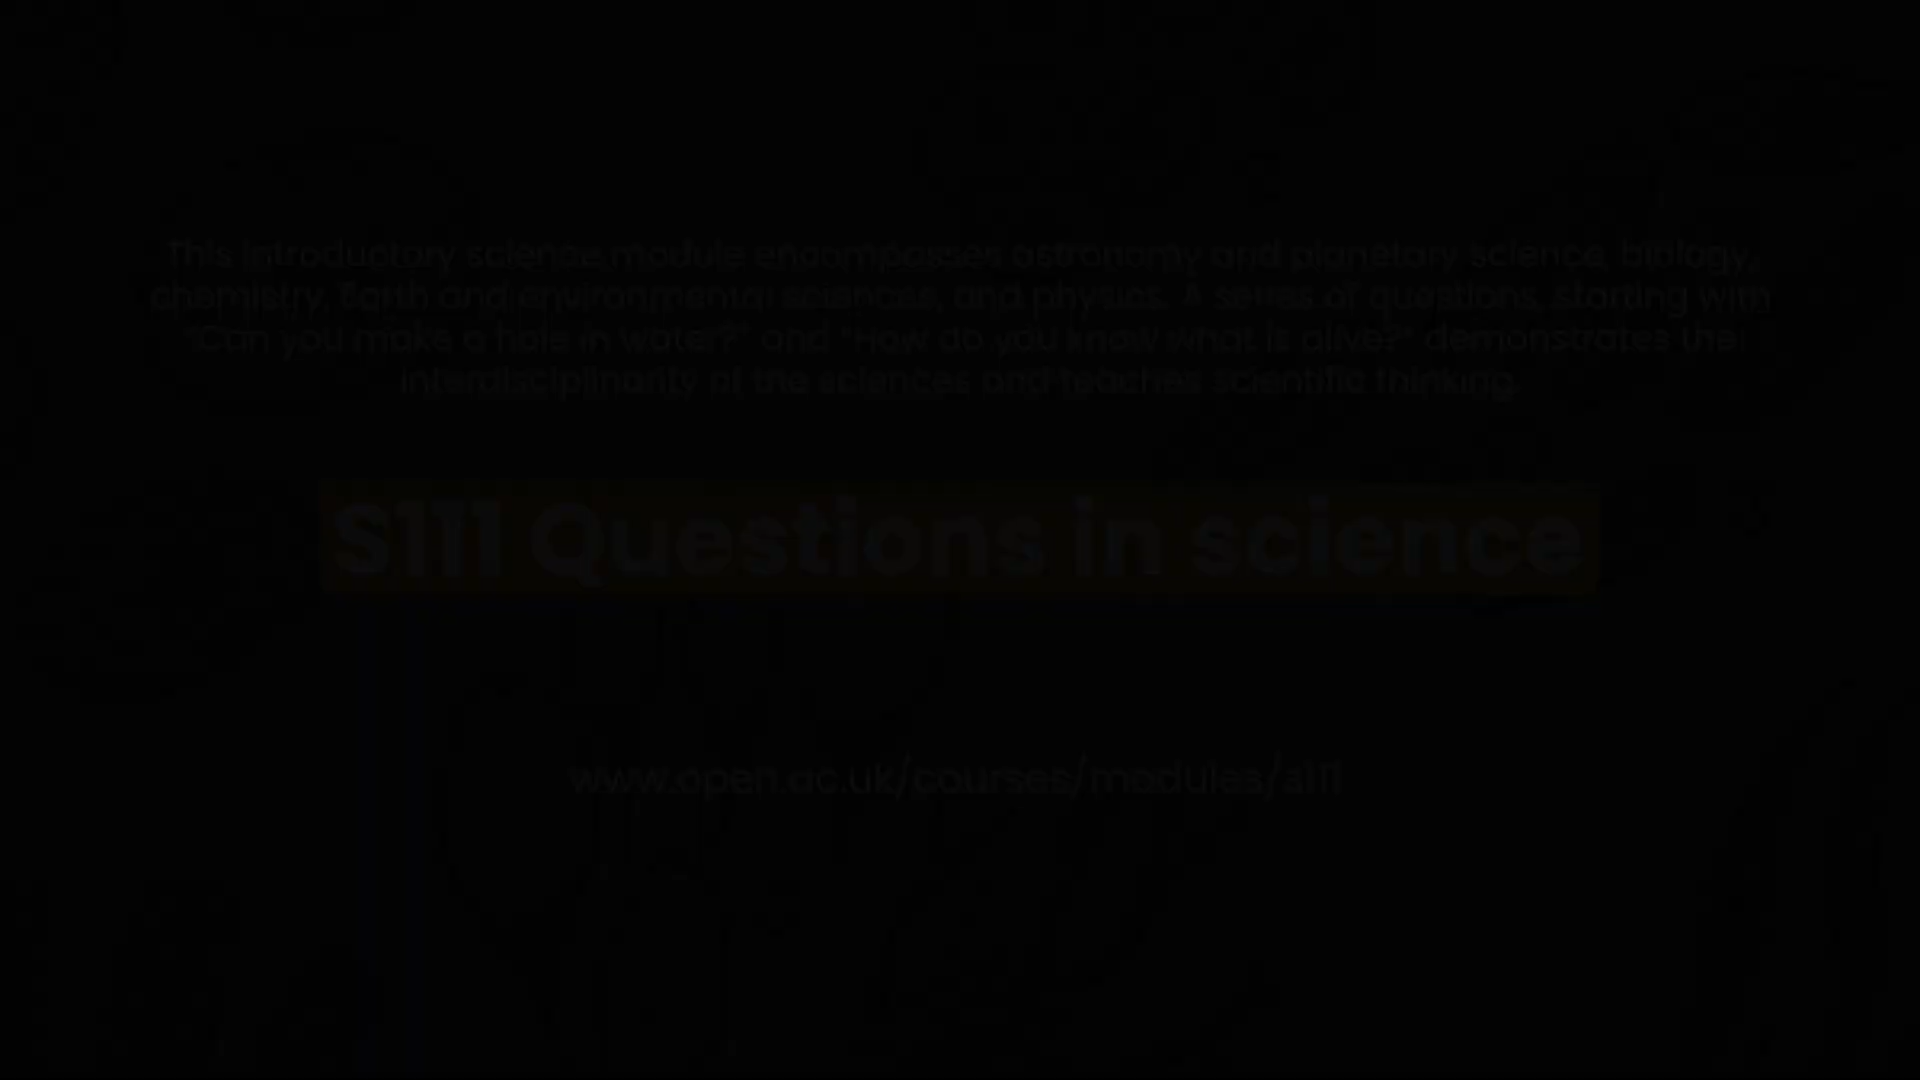 This introductory science module encompasses astronomy and planetary science, biology,
chemistry, Earth and environmental sciences, and physics. A series of questions, starting with
"Can you make a hole in water?" and "How do you know what is alive?" demonstrates the
interdisciplinarity of the sciences and teaches scientific thinking.
S111 Questions in science
www.open.ac.uk/courses/modules/s111